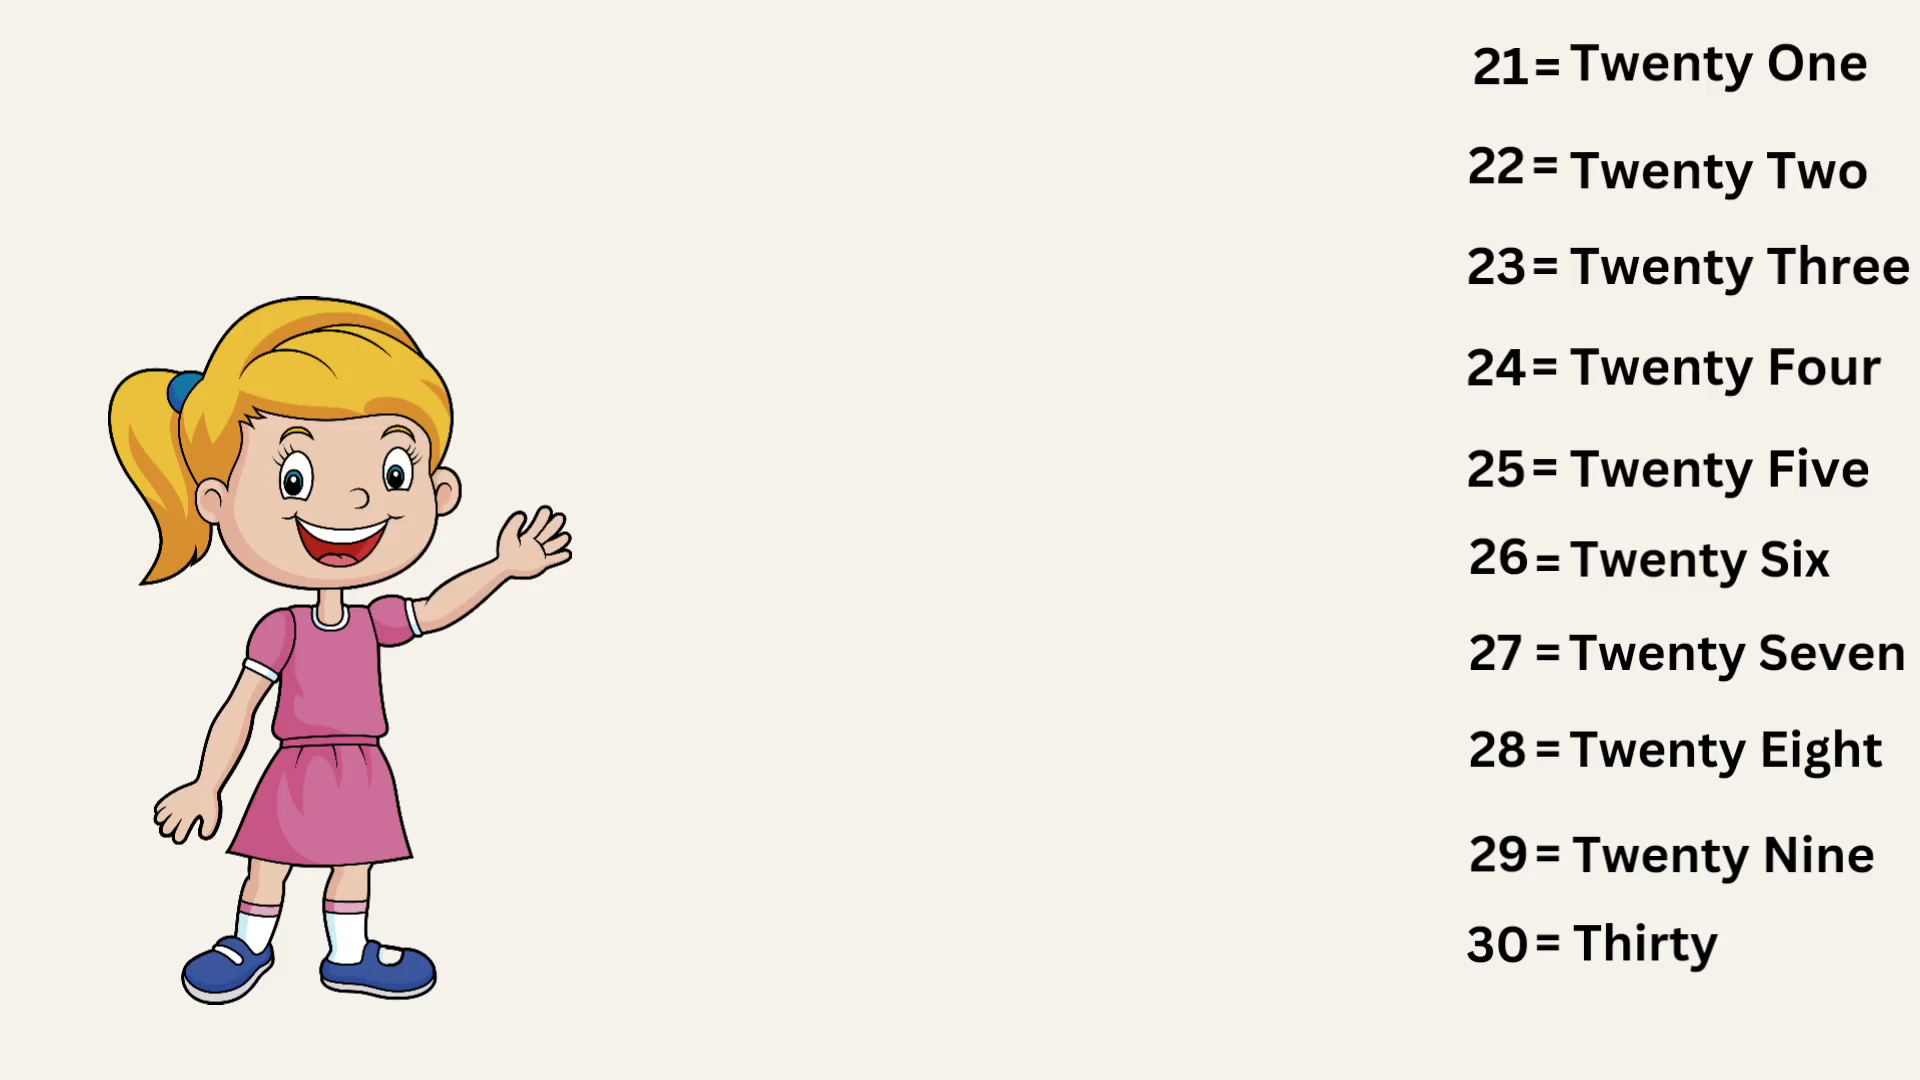 21= Twenty One
22= Twenty Two
23= Twenty Three
24= Twenty Four
25= Twenty Five
26= Twenty Six
27 = Twenty Seven
28 = Twenty Eight
29= Twenty Nine
30= Thirty